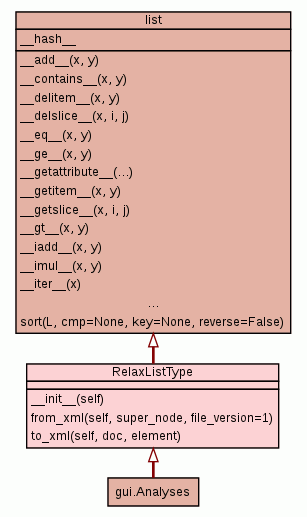 list
__hash__
__add__(x, y)
__contains__(x, y)
__delitem__(x, y)
__delslice__(x, i, j)
__eq__(x, y)
__ge__(x, y)
__getattribute__(...)
__getitem__(x, y)
__getslice__(x, i, j)
__gt__(x, y)
__iadd__(x, y)
__imul__(x, y)
__iter__(x)
...
sort(L, cmp=None, key=None, reverse=False)
RelaxListType
__init__(self)
from_xml(self, super_node, file_version=1)
to_xml(self, doc, element)
gui.Analyses